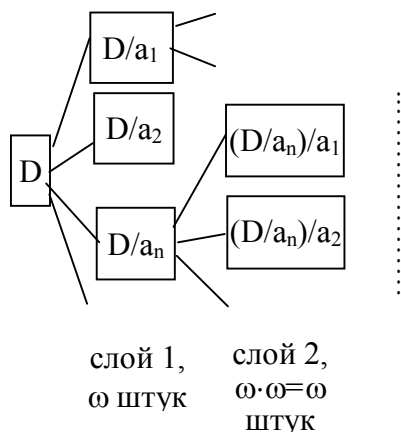 D/a₁
D/a₂
D
(D/aₙ)/a₁
D/aₙ
(D/aₙ)/a₂
слой 1,
ω штук
слой 2,
ω·ω=ω
штук